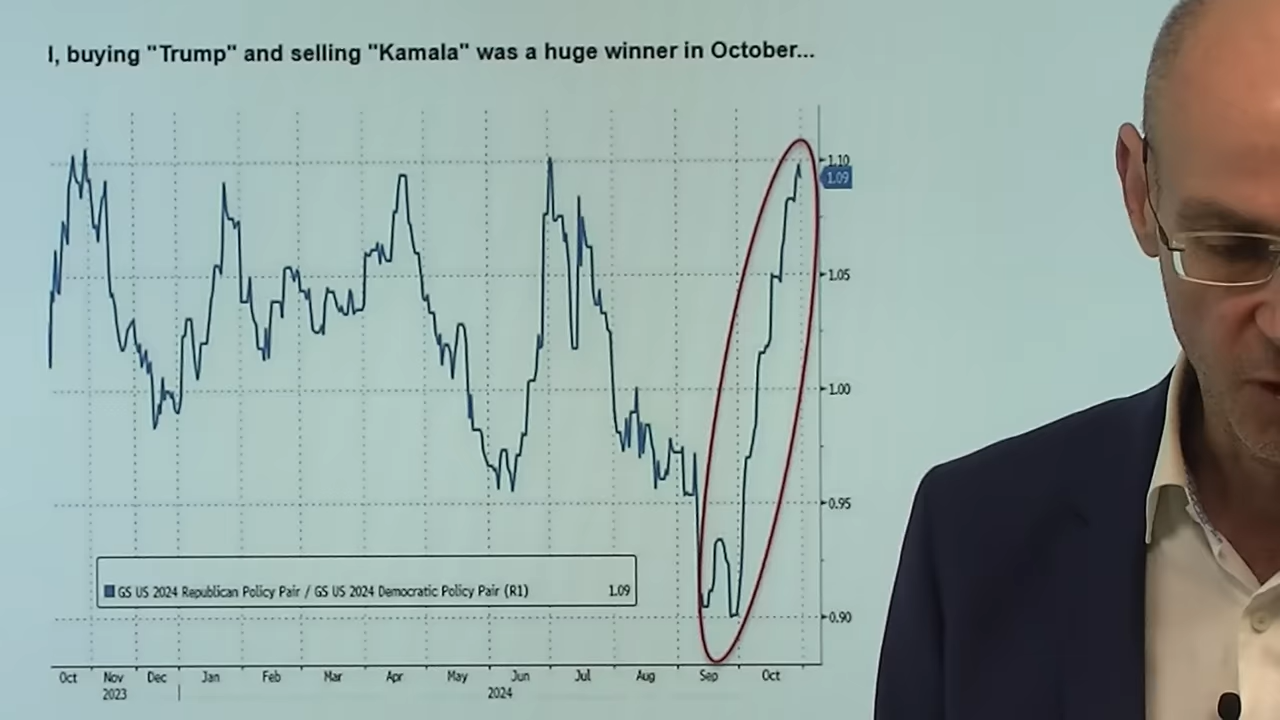 I, buying "Trump" and selling "Kamala" was a huge winner in October...
1.10
1.09
1.05
1.00
0.95
0.90
GS US 2024 Republican Policy Pair / GS US 2024 Democratic Policy Pair (R1) 1.09
Oct Nov Dec Jan Feb Mar Apr May Jun Jul Aug Sep Oct
2023 2024